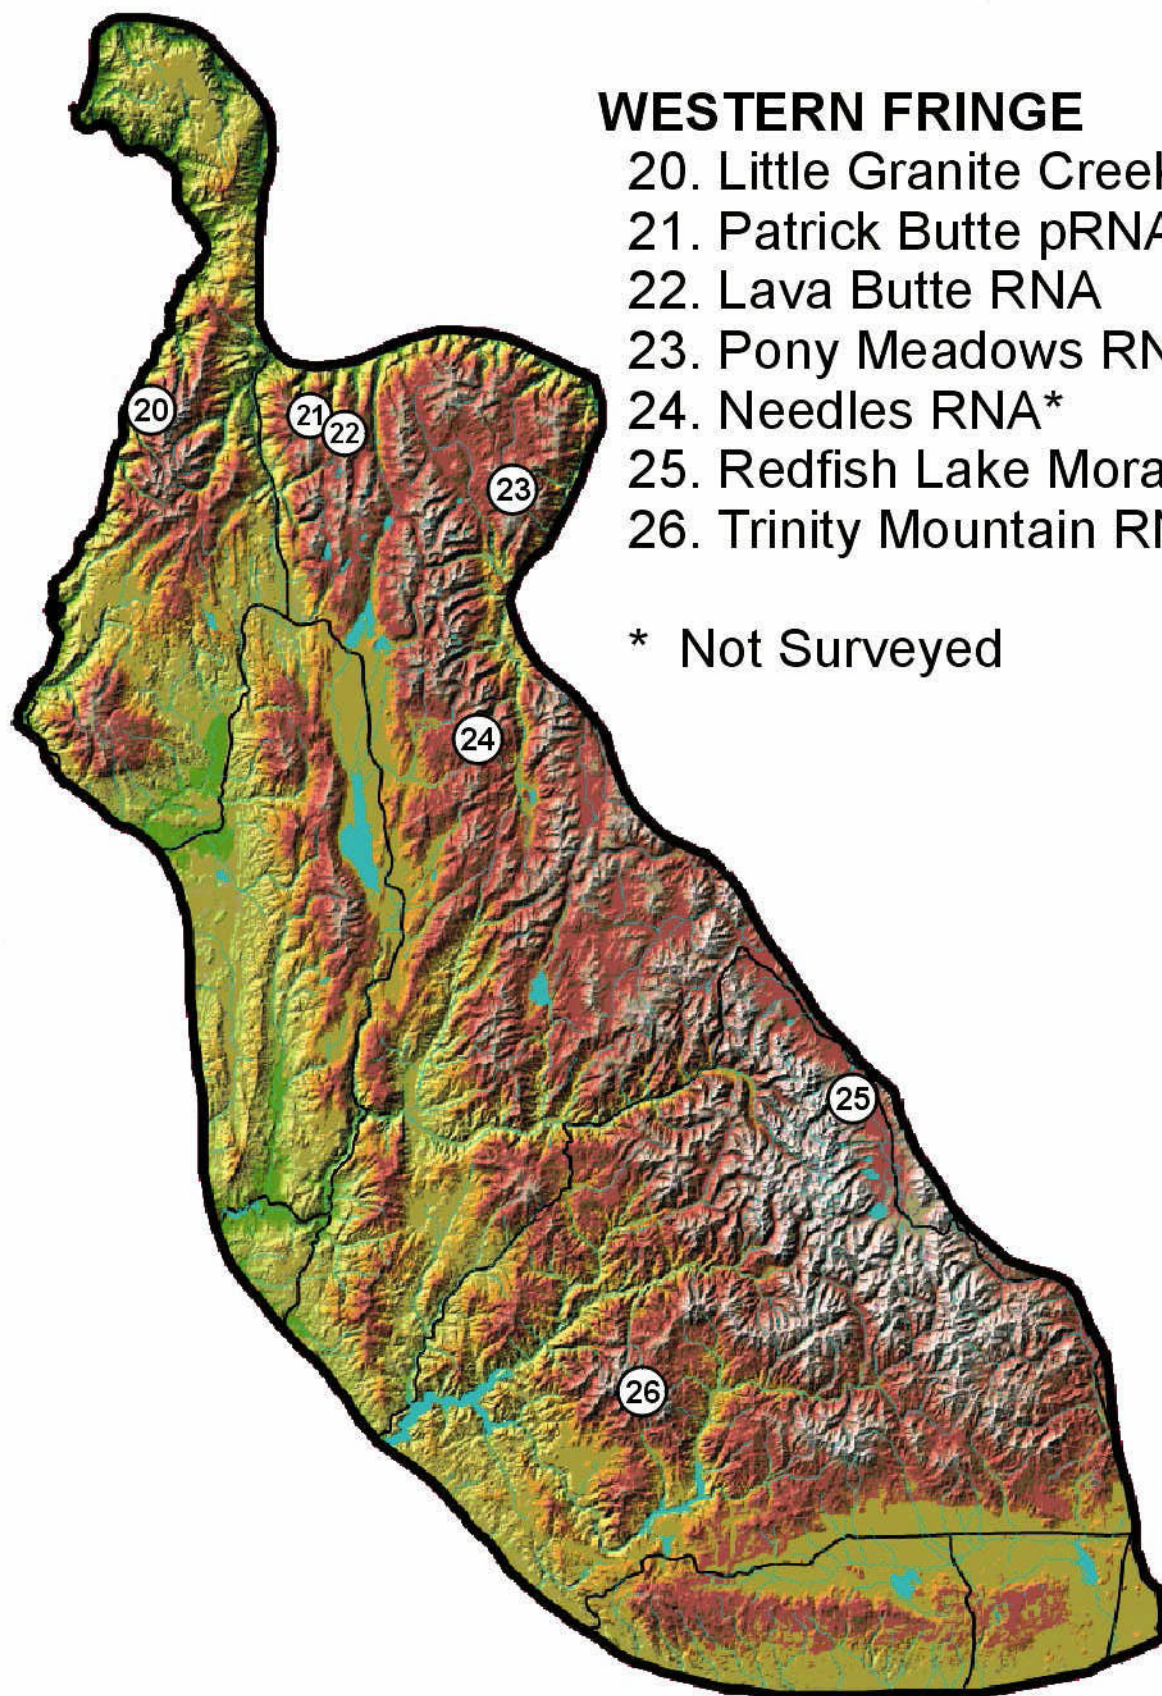 WESTERN FRINGE
20. Little Granite Creek
21. Patrick Butte pRNA
22. Lava Butte RNA
23. Pony Meadows RN
24. Needles RNA*
25. Redfish Lake Mora
26. Trinity Mountain RN
* Not Surveyed
20
21
22
23
24
25
26